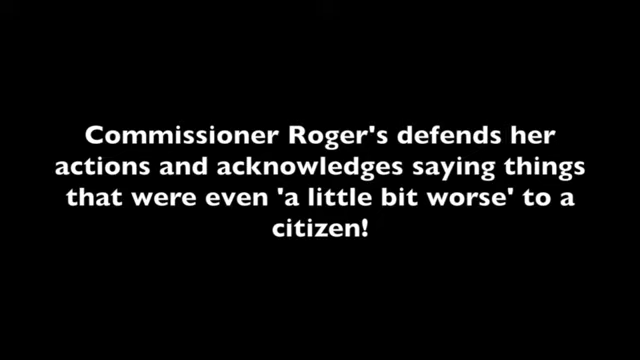 Commissioner Roger's defends her
actions and acknowledges saying things
that were even 'a little bit worse' to a
citizen!